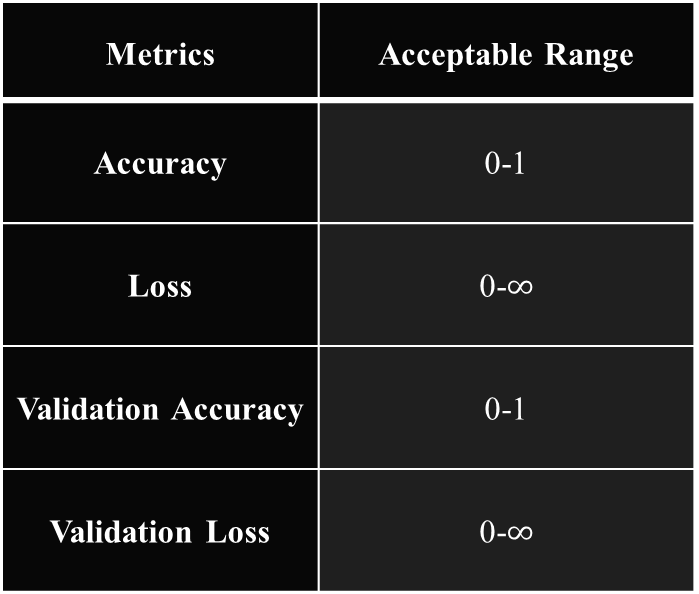 Metrics Acceptable Range
Accuracy 0-1
Loss 0-∞
Validation Accuracy 0-1
Validation Loss 0-∞